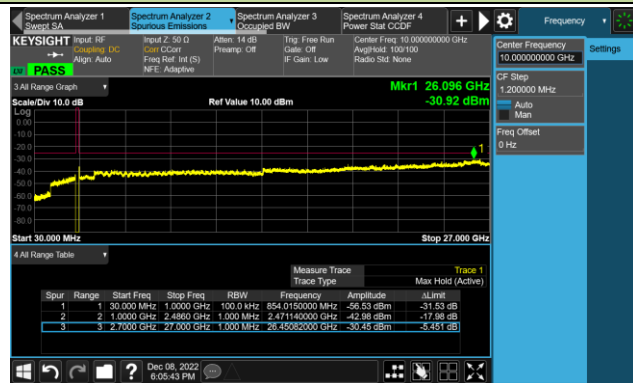 Spectrum Analyzer 1
Swept SA
Spectrum Analyzer 2
Spurious Emissions
Spectrum Analyzer 3
Occupied BW
Spectrum Analyzer 4
Power Stat CCDF
Frequency
KEYSIGHT
Input: RF
Coupling: DC
Align: Auto
Input Z: 50 Ω
Corr CCorr
Freq Ref: Int (S)
NFE: Adaptive
Atten: 14 dB
Preamp: Off
Trig: Free Run
Gate: Off
IF Gain: Low
Center Freq: 10.000000000 GHz
Avg|Hold: 100/100
Radio Std: None
PASS
Center Frequency
10.000000000 GHz
Settings
CF Step
1.200000 MHz
Auto
Man
Freq Offset
0 Hz
3 All Range Graph
Mkr1 26.096 GHz
-30.92 dBm
Scale/Div 10.0 dB
Ref Value 10.00 dBm
Log
0.00
-10.0
-20.0
-30.0
-40.0
-50.0
-60.0
-70.0
-80.0
1
Start 30.000 MHz
Stop 27.000 GHz
4 All Range Table
Measure Trace Trace 1
Trace Type Max Hold (Active)
Spur Range Start Freq Stop Freq RBW Frequency Amplitude ΔLimit
1 1 30.000 MHz 1.0000 GHz 100.0 kHz 854.0150000 MHz -56.53 dBm -31.53 dB
2 2 1.0000 GHz 2.4860 GHz 1.000 MHz 2.471140000 GHz -42.98 dBm -17.98 dB
3 3 2.7000 GHz 27.000 GHz 1.000 MHz 26.45082000 GHz -30.45 dBm -5.451 dB
Dec 08, 2022
6:05:43 PM